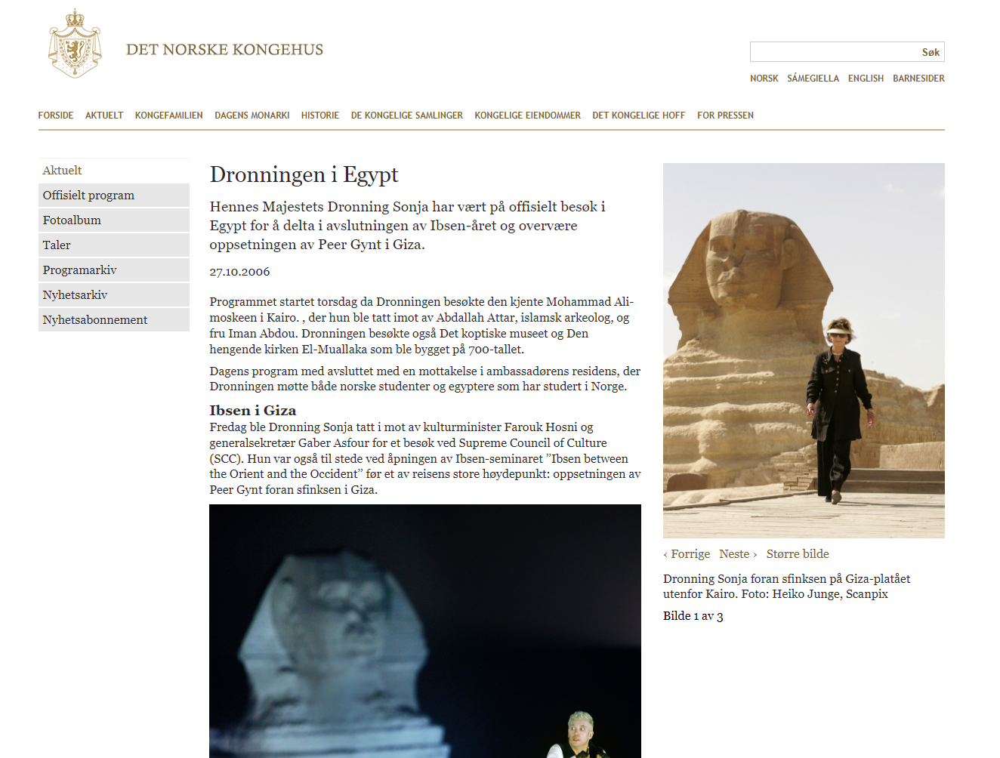 DET NORSKE KONGEHUS
Søk
NORSK SÁMEGIELLA ENGLISH BARNESIDER
FORSIDE AKTUELT KONGEFAMILIEN DAGENS MONARKI HISTORIE DE KONGELIGE SAMLINGER KONGELIGE EIENDOMMER DET KONGELIGE HOFF FOR PRESSEN
Aktuelt
Offisielt program
Fotoalbum
Taler
Programarkiv
Nyhetsarkiv
Nyhetsabonnement
Dronningen i Egypt
Hennes Majestets Dronning Sonja har vært på offisielt besøk i
Egypt for å delta i avslutningen av Ibsen-året og overvære
oppsetningen av Peer Gynt i Giza.
27.10.2006
Programmet startet torsdag da Dronningen besøkte den kjente Mohammad Ali-
moskeen i Kairo. , der hun ble tatt imot av Abdallah Attar, islamsk arkeolog, og
fru Iman Abdou. Dronningen besøkte også Det koptiske museet og Den
hengende kirken El-Muallaka som ble bygget på 700-tallet.
Dagens program med avsluttet med en mottakelse i ambassadørens residens, der
Dronningen møtte både norske studenter og egyptere som har studert i Norge.
Ibsen i Giza
Fredag ble Dronning Sonja tatt i mot av kulturminister Farouk Hosni og
generalsekretær Gaber Asfour for et besøk ved Supreme Council of Culture
(SCC). Hun var også til stede ved åpningen av Ibsen-seminaret ”Ibsen between
the Orient and the Occident” før et av reisens store høydepunkt: oppsetningen av
Peer Gynt foran sfinksen i Giza.
‹ Forrige Neste › Større bilde
Dronning Sonja foran sfinksen på Giza-platået
utenfor Kairo. Foto: Heiko Junge, Scanpix
Bilde 1 av 3